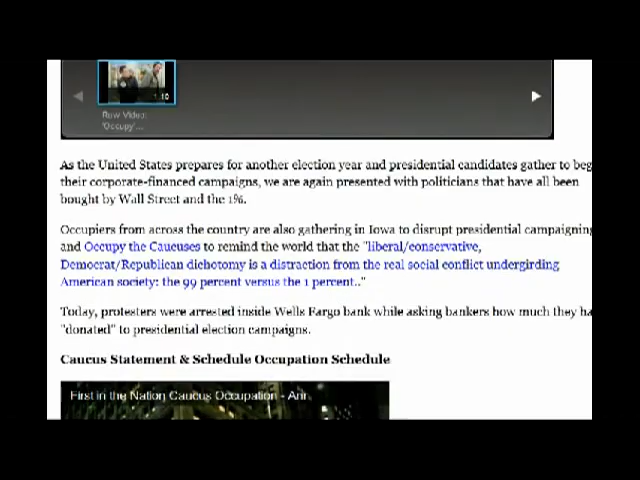 1:10
Raw Video:
'Occupy'...
As the United States prepares for another election year and presidential candidates gather to beg
their corporate-financed campaigns, we are again presented with politicians that have all been
bought by Wall Street and the 1%.
Occupiers from across the country are also gathering in Iowa to disrupt presidential campaigning
and Occupy the Caucuses to remind the world that the "liberal/conservative,
Democrat/Republican dichotomy is a distraction from the real social conflict undergirding
American society: the 99 percent versus the 1 percent.."
Today, protesters were arrested inside Wells Fargo bank while asking bankers how much they ha
"donated" to presidential election campaigns.
Caucus Statement & Schedule Occupation Schedule
First in the Nation Caucus Occupation - Ann